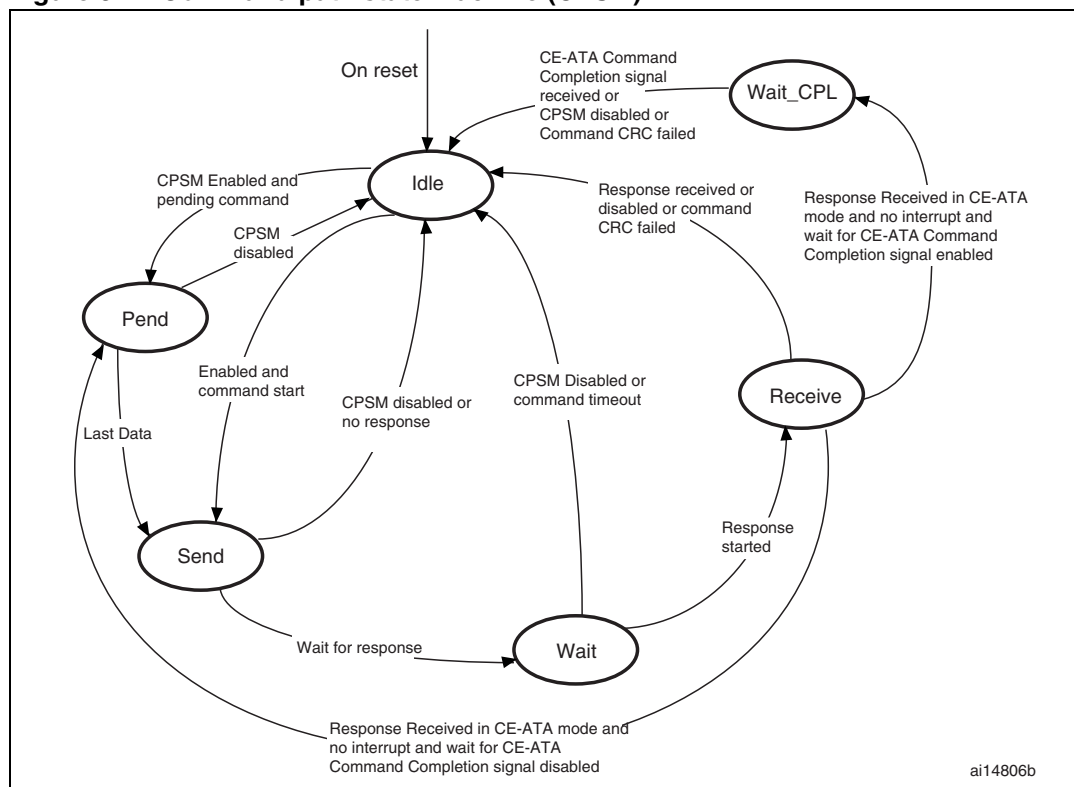 On reset
CE-ATA Command
Completion signal
received or
CPSM disabled or
Command CRC failed
Wait_CPL
Idle
CPSM Enabled and
pending command
CPSM
disabled
Response received or
disabled or command
CRC failed
Response Received in CE-ATA
mode and no interrupt and
wait for CE-ATA Command
Completion signal enabled
Pend
Enabled and
command start
CPSM disabled or
no response
CPSM Disabled or
command timeout
Receive
Last Data
Response
started
Send
Wait for response
Wait
Response Received in CE-ATA mode and
no interrupt and wait for CE-ATA
Command Completion signal disabled
ai14806b